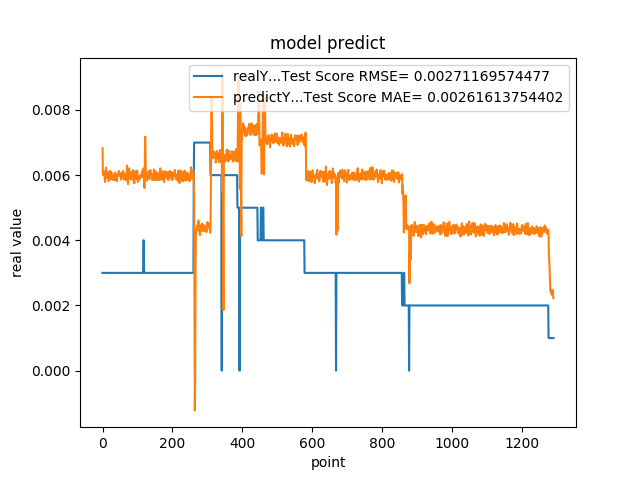 model predict
realY...Test Score RMSE= 0.00271169574477
predictY...Test Score MAE= 0.00261613754402
0.008
0.006
0.004
0.002
0.000
real value
0 200 400 600 800 1000 1200
point